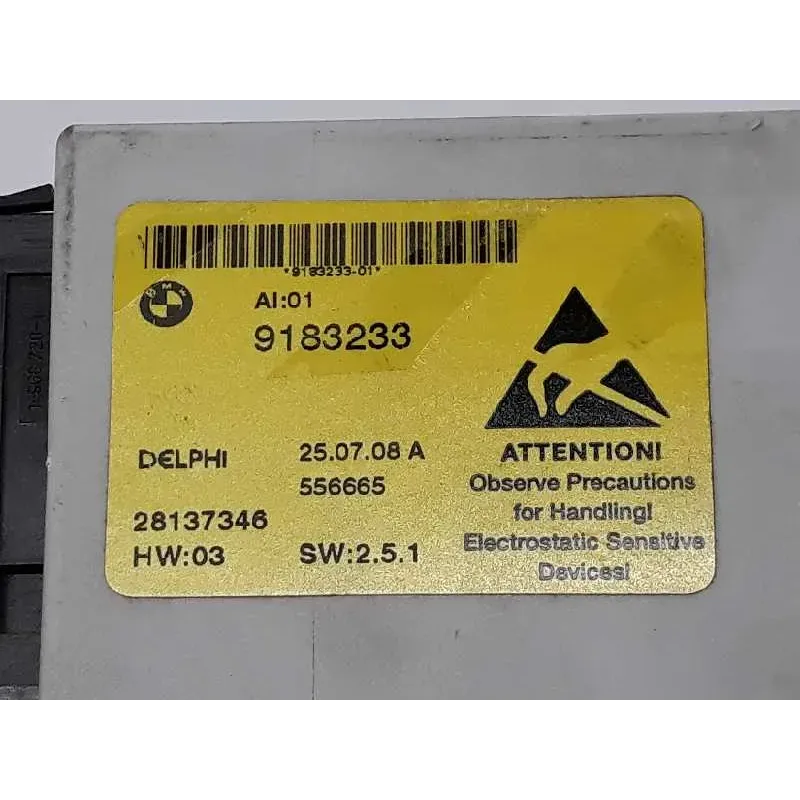 *9183233-01*
BMW
AI:01
9183233
DELPHI
25.07.08 A
556665
28137346
HW:03
SW:2.5.1
ATTENTION!
Observe Precautions
for Handling!
Electrostatic Sensitive
Devices!